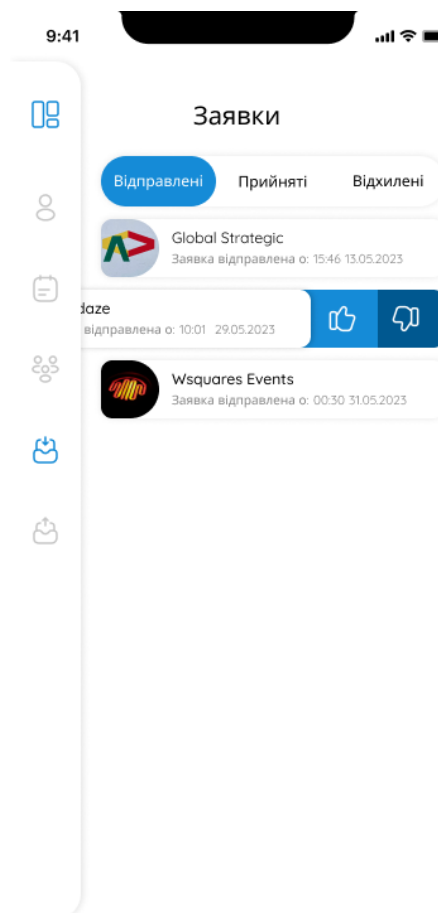 9:41
Заявки
Відправлені Прийняті Відхилені
Global Strategic
Заявка відправлена о: 15:46 13.05.2023
daze
відправлена о: 10:01 29.05.2023
Wsquares Events
Заявка відправлена о: 00:30 31.05.2023